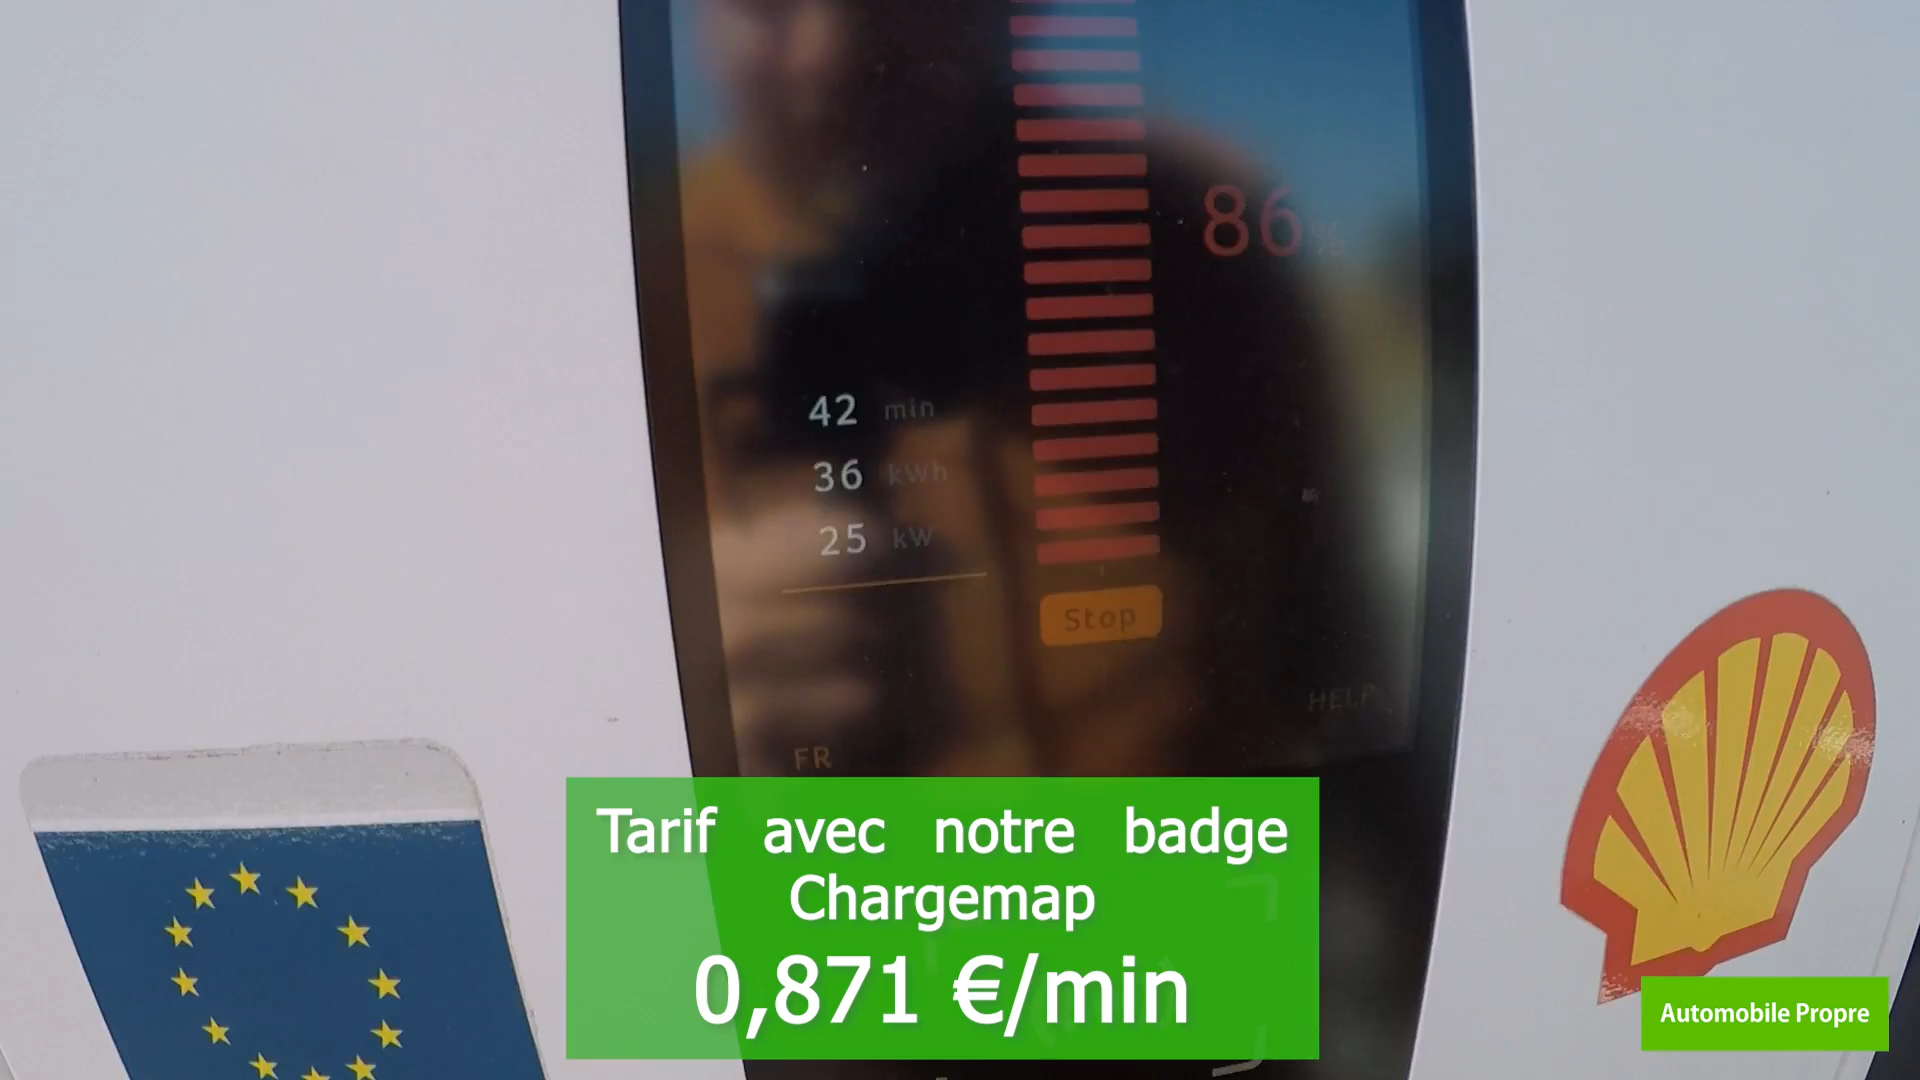 86 %
42 min
36 kWh
25 kW
Stop
HELP
FR
Tarif avec notre badge
Chargemap
0,871 €/min
Automobile Propre